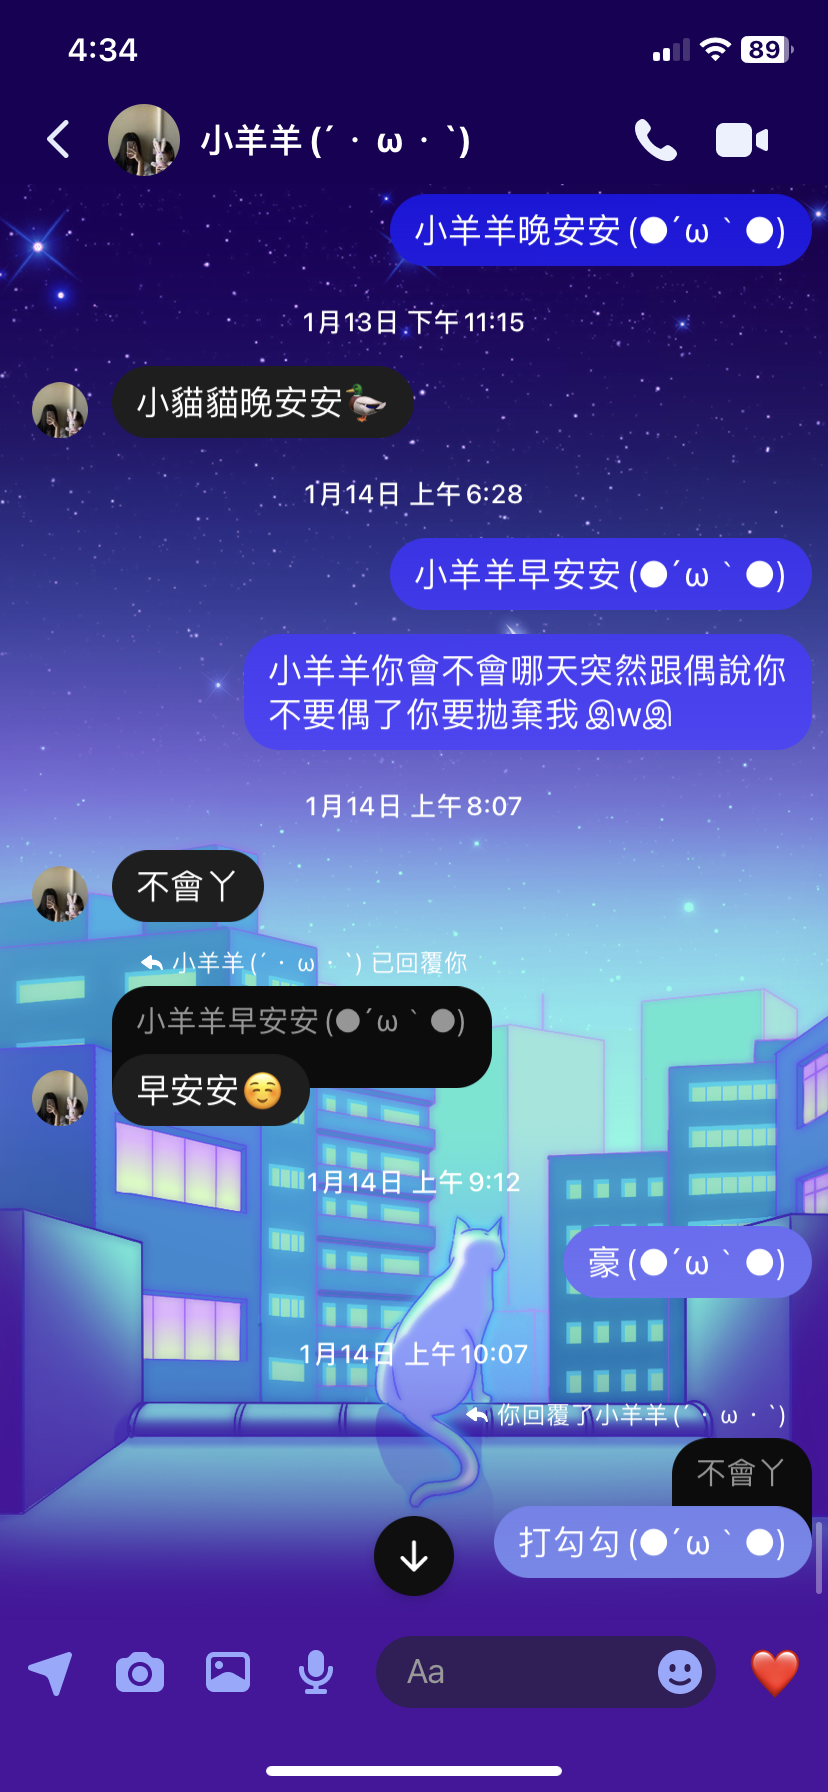 4:34
89
小羊羊 (´・ω・`)
小羊羊晚安安 (●´ω｀●)
1月13日 下午11:15
小貓貓晚安安🦆
1月14日 上午6:28
小羊羊早安安 (●´ω｀●)
小羊羊你會不會哪天突然跟偶說你
不要偶了你要拋棄我 இwஇ
1月14日 上午8:07
不會丫
小羊羊 (´・ω・`) 已回覆你
小羊羊早安安 (●´ω｀●)
早安安☺️
1月14日 上午9:12
豪 (●´ω｀●)
1月14日 上午10:07
你回覆了小羊羊 (´・ω・`)
不會丫
打勾勾 (●´ω｀●)
Aa